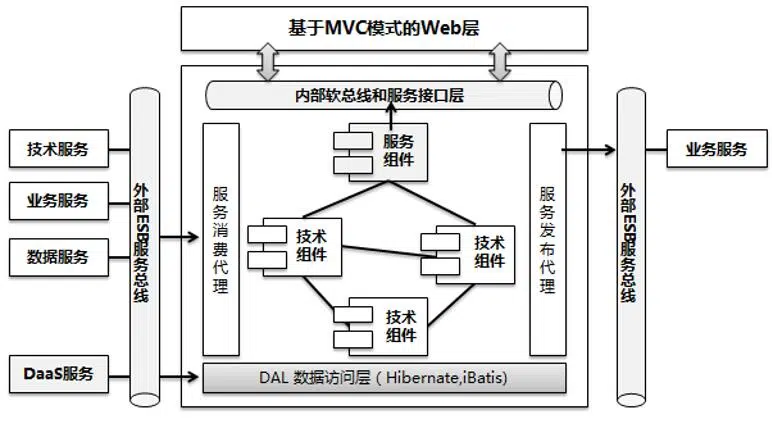 基于MVC模式的Web层
内部软总线和服务接口层
技术服务
业务服务
数据服务
DaaS服务
外部ESB服务总线
服务消费代理
服务
组件
技术
组件
技术
组件
技术
组件
服务发布代理
DAL 数据访问层（Hibernate,iBatis)
外部ESB服务总线
业务服务